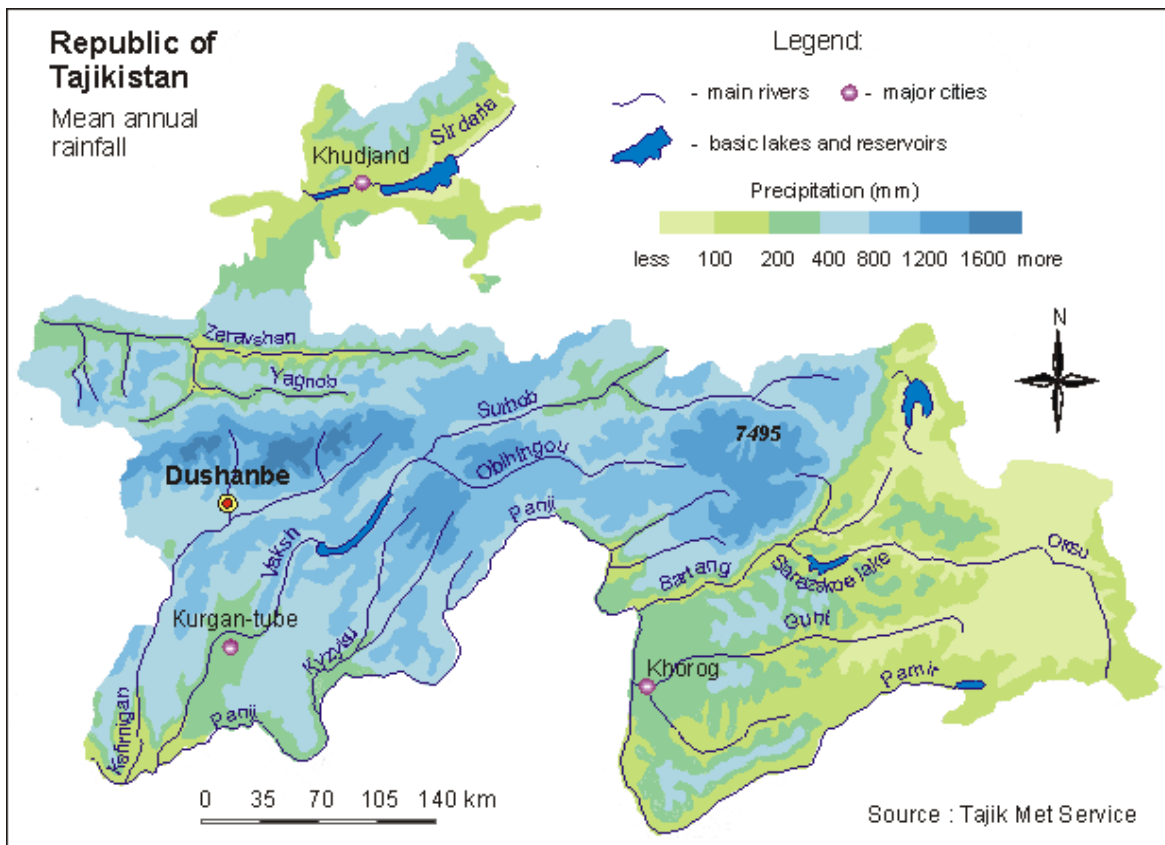 Republic of
Tajikistan
Mean annual
rainfall
Legend:
- main rivers
- major cities
- basic lakes and reservoirs
Precipitation (mm)
less 100 200 400 800 1200 1600 more
N
Sirdaria
Khudjand
Zeravshan
Yagnob
Surhob
7495
Obihingou
Dushanbe
Panji
Vaksh
Bartang
Sarezskoe lake
Oksu
Gunt
Kurgan-tube
Kyzylsu
Khorog
Pamir
Kafirnigan
Panji
0 35 70 105 140 km
Source : Tajik Met Service